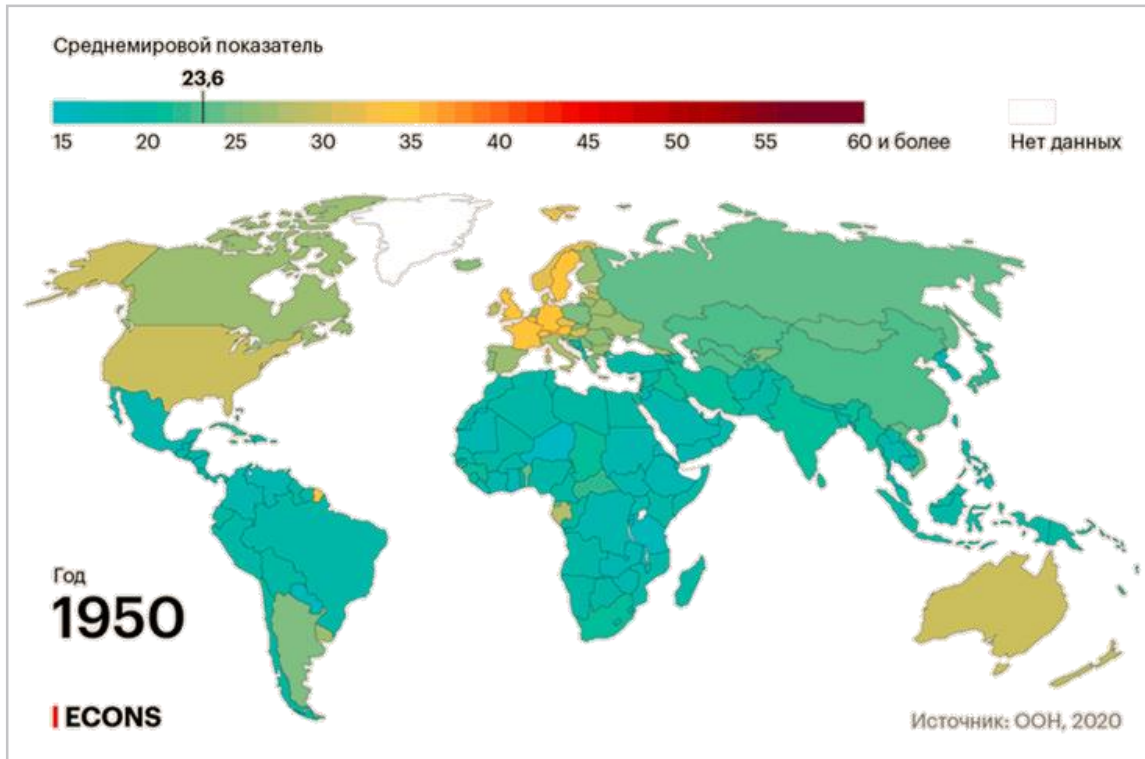 Среднемировой показатель
23,6
15 20 25 30 35 40 45 50 55 60 и более
Нет данных
Год
1950
ECONS
Источник: ООН, 2020